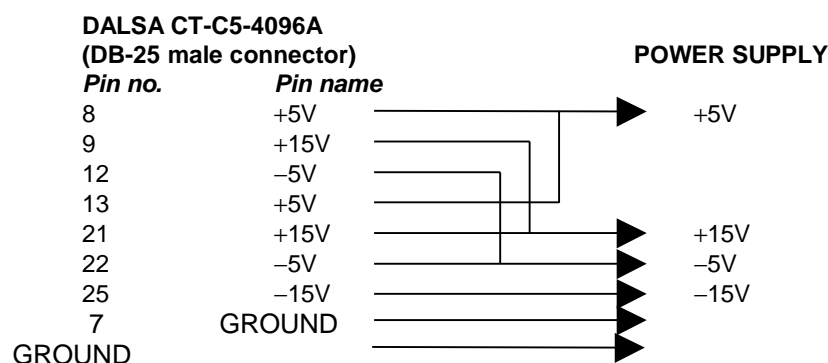 DALSA CT-C5-4096A
(DB-25 male connector) POWER SUPPLY
Pin no. Pin name
8 +5V +5V
9 +15V
12 −5V
13 +5V
21 +15V +15V
22 −5V −5V
25 −15V −15V
7 GROUND
GROUND